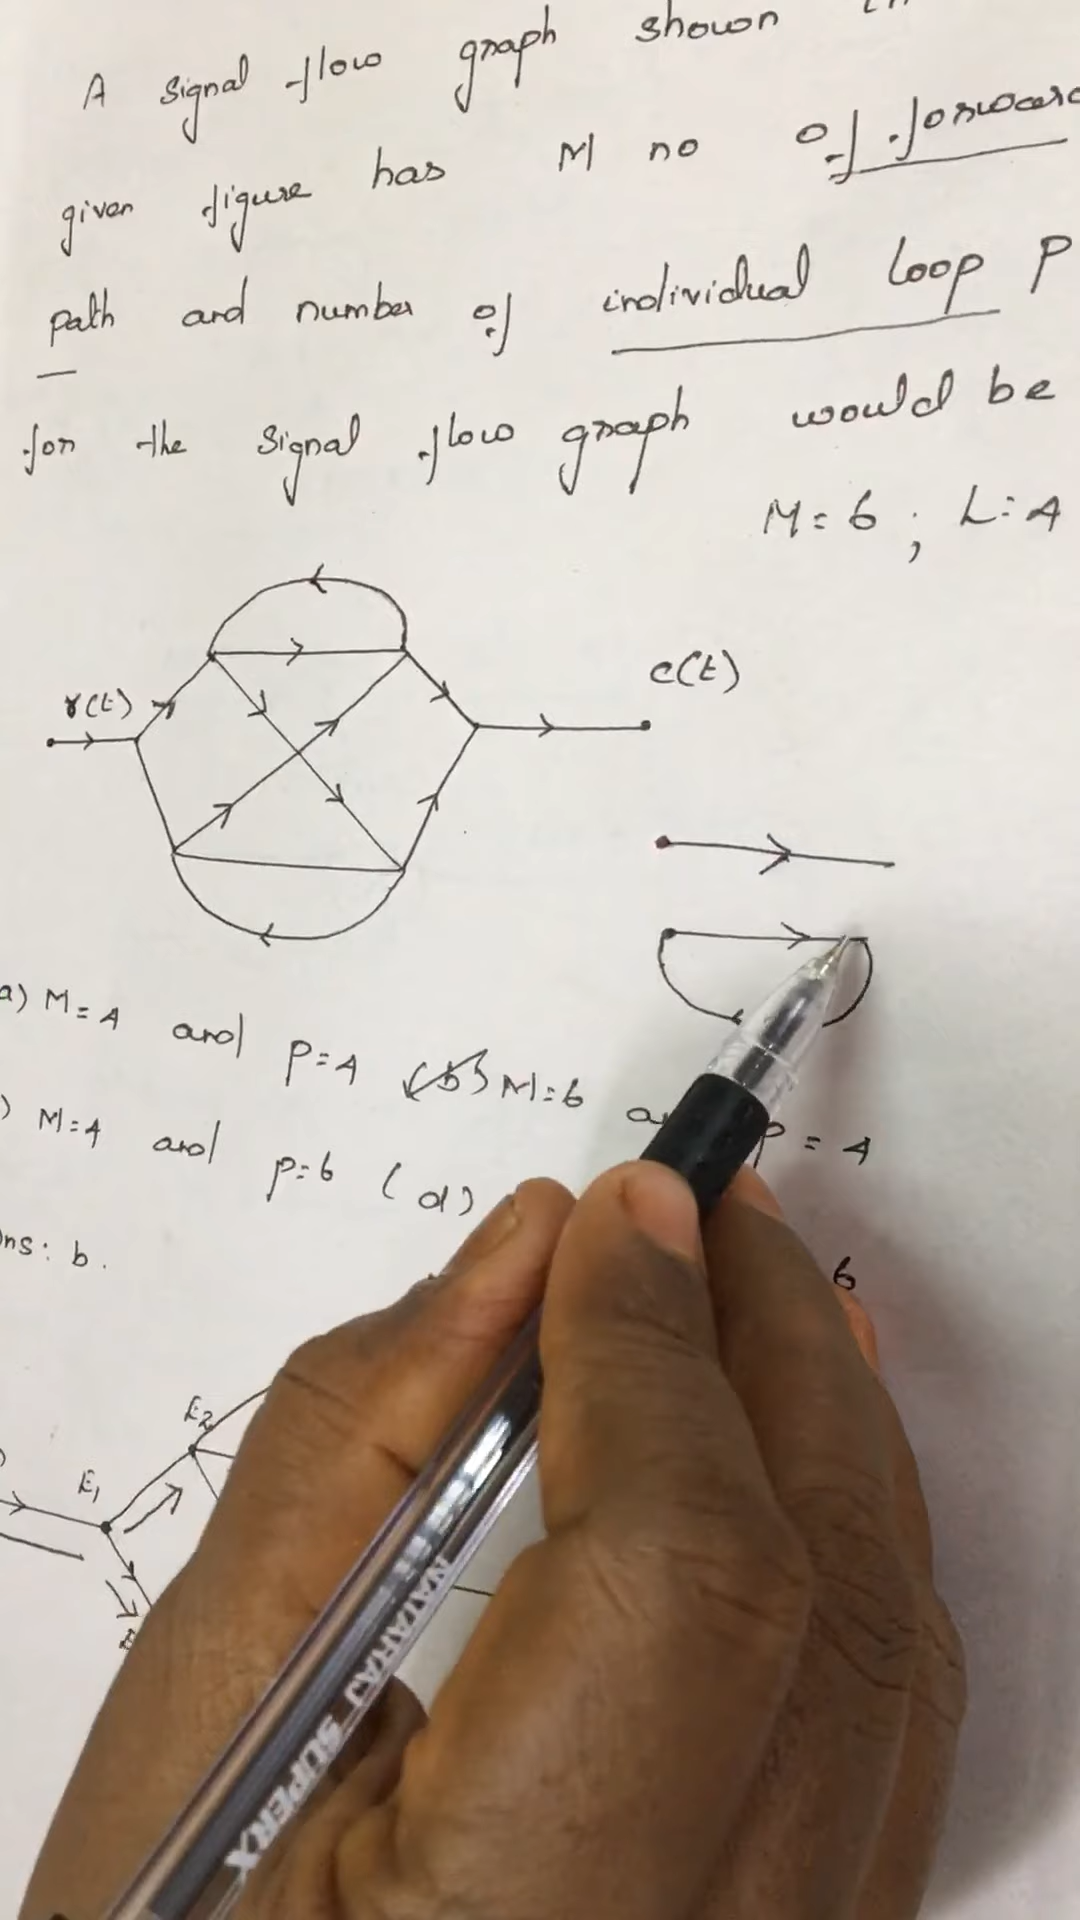 A signal flow graph shown
given figure has M no of forward
path and number of individual loop P
for the signal flow graph would be
M = 6 ; L = 4
r(t)
c(t)
a) M = 4 and P = 4 (b) M = 6 P = 4
) M = 4 and P = 6 (d) 6
ns : b .
E2
E1
NATARAJ SUPERX